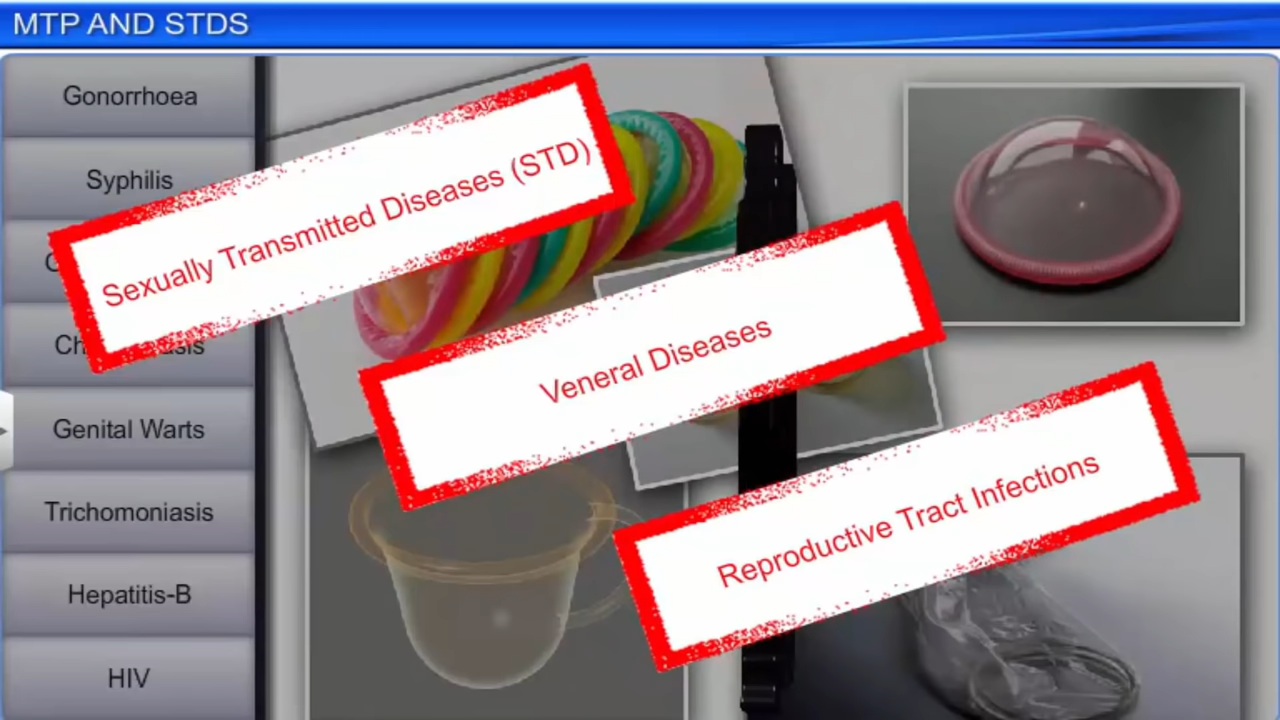 MTP AND STDS
Gonorrhoea
Syphilis
Sexually Transmitted Diseases (STD)
Veneral Diseases
Genital Warts
Reproductive Tract Infections
Trichomoniasis
Hepatitis-B
HIV